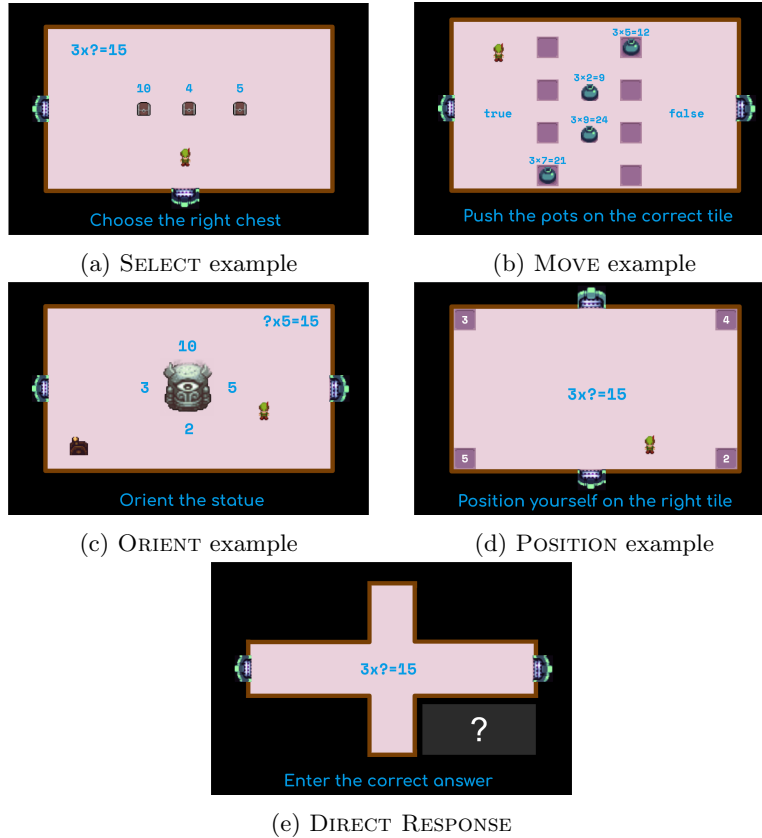 3x?=15
10 4 5
Choose the right chest
(a) SELECT example
3×5=12
3×2=9
true false
3×9=24
3×7=21
Push the pots on the correct tile
(b) MOVE example
?x5=15
10
3 5
2
Orient the statue
(c) ORIENT example
3 4
3x?=15
5 2
Position yourself on the right tile
(d) POSITION example
3x?=15
?
Enter the correct answer
(e) DIRECT RESPONSE